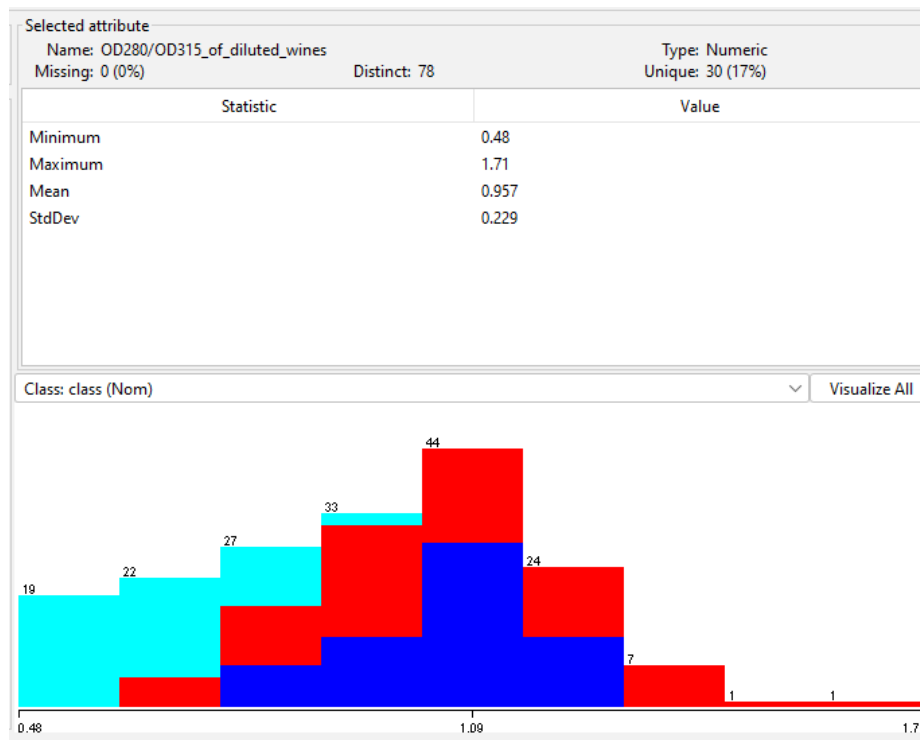 Selected attribute
Name: OD280/OD315_of_diluted_wines Type: Numeric
Missing: 0 (0%) Distinct: 78 Unique: 30 (17%)
Statistic Value
Minimum 0.48
Maximum 1.71
Mean 0.957
StdDev 0.229
Class: class (Nom) Visualize All
44
33
27
24
22
19
7
1 1
0.48 1.09 1.7